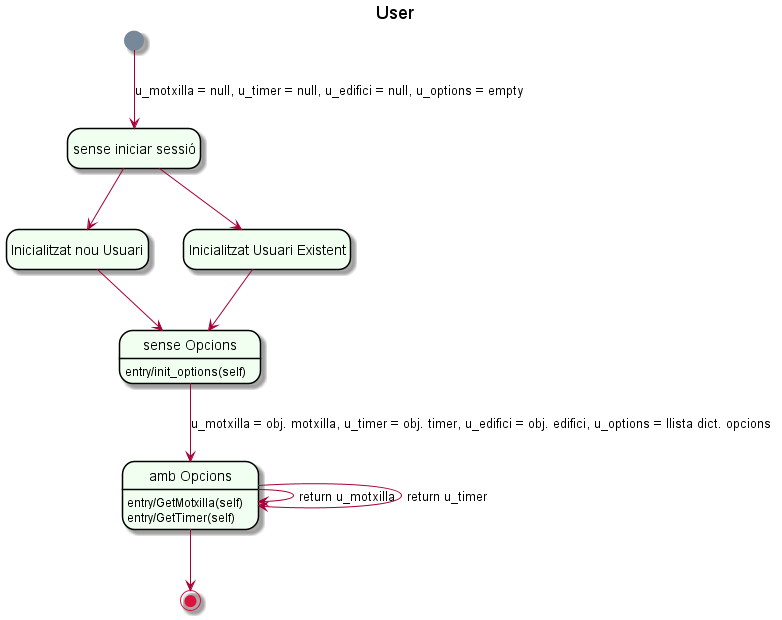 User
u_motxilla = null, u_timer = null, u_edifici = null, u_options = empty
sense iniciar sessió
Inicialitzat nou Usuari
Inicialitzat Usuari Existent
sense Opcions
entry/init_options(self)
u_motxilla = obj. motxilla, u_timer = obj. timer, u_edifici = obj. edifici, u_options = llista dict. opcions
amb Opcions
entry/GetMotxilla(self)
entry/GetTimer(self)
return u_motxilla
return u_timer